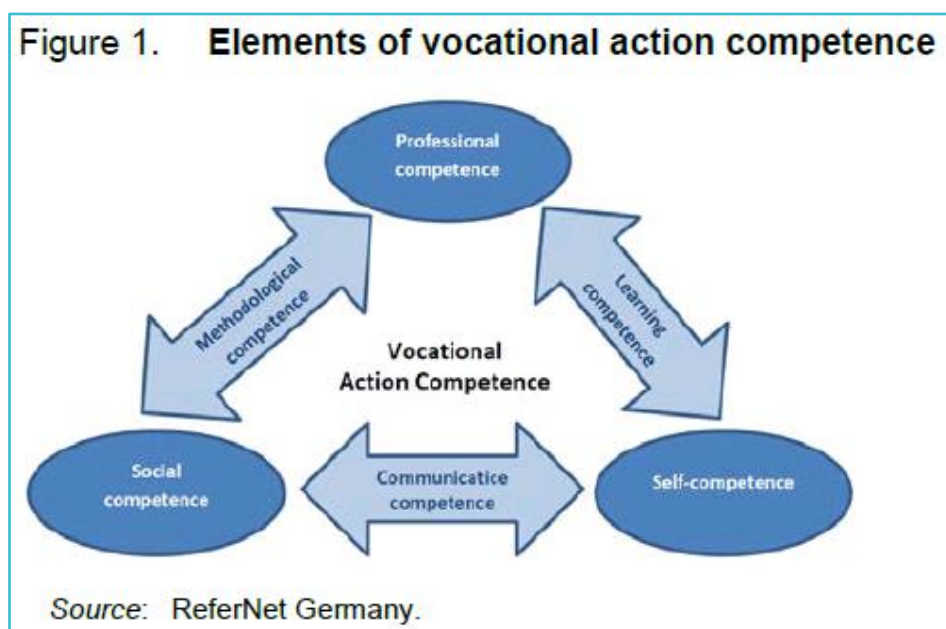 Figure 1. Elements of vocational action competence
Professional
competence
Methodological
competence
Learning
competence
Vocational
Action Competence
Social
competence
Communicatice
competence
Self-competence
Source: ReferNet Germany.